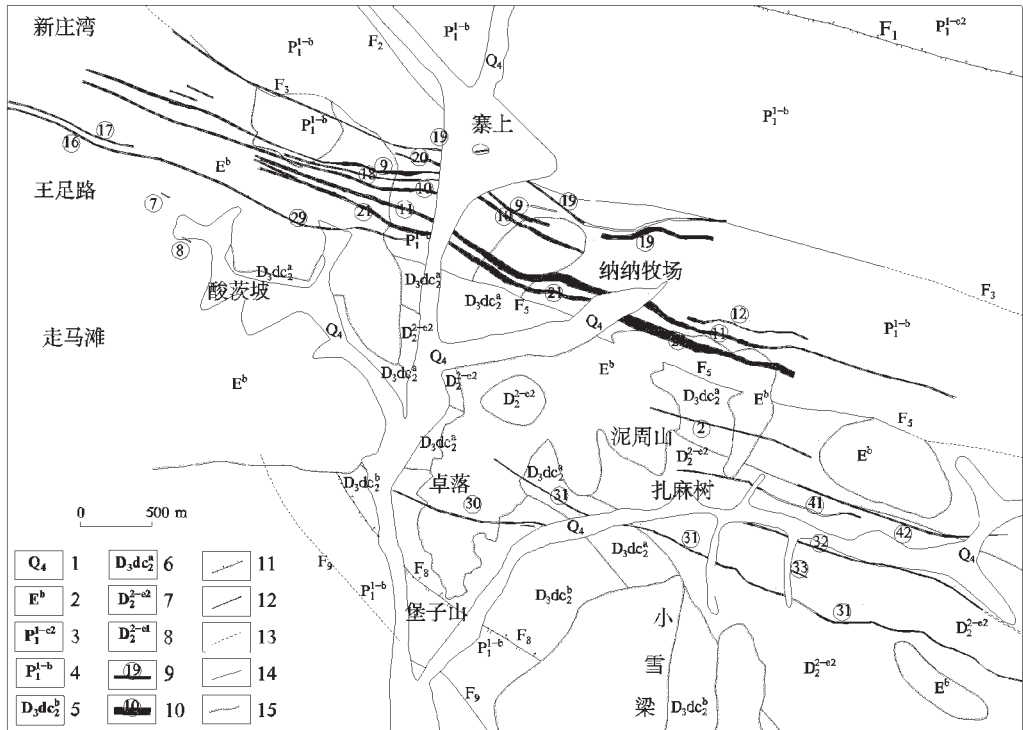 新庄湾
P₁¹⁻ᵇ
F₂
P₁¹⁻ᵇ
Q₄
F₁
P₁¹⁻ᶜ²
F₃
P₁¹⁻ᵇ
P₁¹⁻ᵇ
⑲
寨上
⑰
⑯
⑳
⑨
⑱
⑩
Eᵇ
王足路
⑦
⑧
㉙
㉑
⑪
P₁¹⁻ᵇ
⑨
⑩
⑲
⑲
纳纳牧场
D₃dc₂ᵃ
酸茨坡
D₃dc₂ᵃ
D₃dc₂ᵃ
㉑
F₅
F₃
⑫
⑪
走马滩
Q₄
D₂²⁻ᵉ²
Q₄
Q₄
P₁¹⁻ᵇ
Eᵇ
D₃dc₂ᵃ
D₂²⁻ᵉ²
Eᵇ
F₅
D₂²⁻ᵉ²
D₃dc₂ᵃ
Eᵇ
F₅
D₃dc₂ᵃ
泥周山
②
D₂²⁻ᵉ²
Eᵇ
D₃dc₂ᵇ
卓落
D₃dc₂ᵃ
扎麻树
㉚
㉛
㊶
㊷
0 500 m
Q₄
㉛
㉜
Q₄
D₃dc₂ᵃ
㉝
F₉
P₁¹⁻ᵇ
F₈
D₃dc₂ᵇ
㉛
堡子山
小
雪
梁
F₈
P₁¹⁻ᵇ
D₂²⁻ᵉ²
D₂²⁻ᵉ²
F₉
D₃dc₂ᵇ
Eᵇ
Q₄ 1
Eᵇ 2
P₁¹⁻ᶜ² 3
P₁¹⁻ᵇ 4
D₃dc₂ᵇ 5
D₃dc₂ᵃ 6
D₂²⁻ᵉ² 7
D₂²⁻ᵉ¹ 8
⑲ 9
⑩ 10
11
12
13
14
15